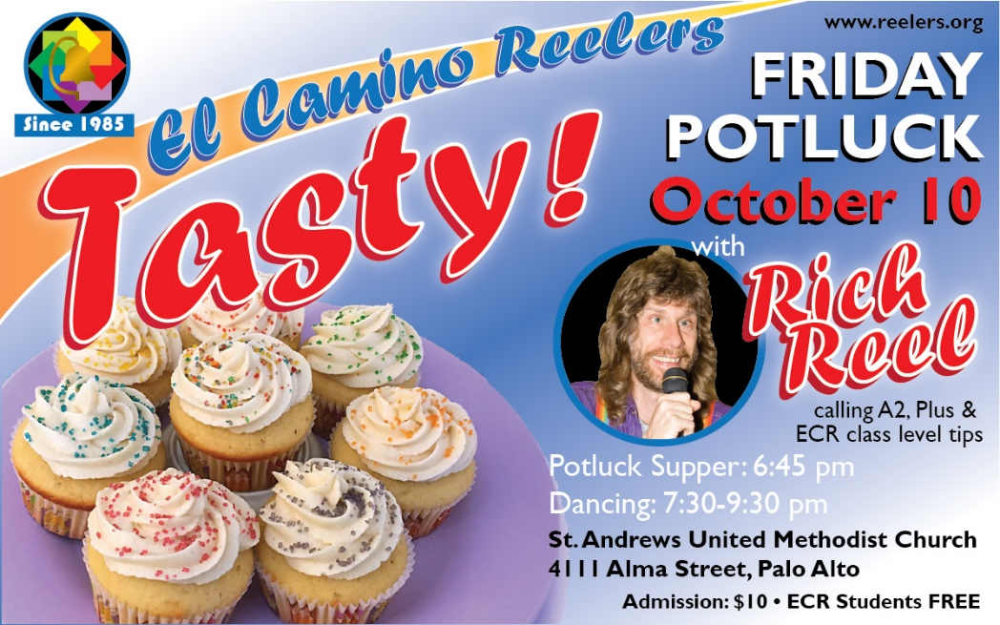 www.reelers.org
Since 1985
El Camino Reelers
Tasty!
FRIDAY
POTLUCK
October 10
with
Rich
Reel
calling A2, Plus &
ECR class level tips
Potluck Supper: 6:45 pm
Dancing: 7:30-9:30 pm
St. Andrews United Methodist Church
4111 Alma Street, Palo Alto
Admission: $10 • ECR Students FREE